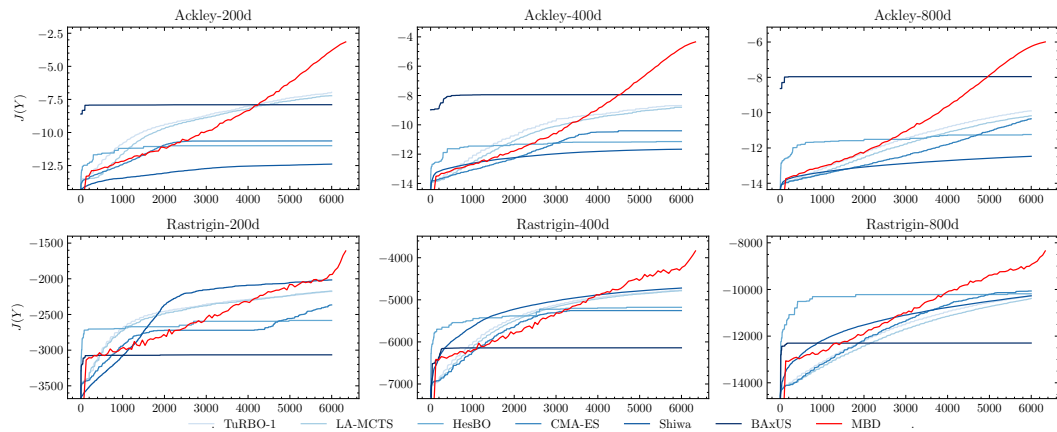 Ackley-200d Ackley-400d Ackley-800d
−2.5 −4 −6
−5.0 −6 −8
−7.5 −8 −10
−10.0 −10 −12
−12.5 −12 −14
−14
J(Y)
0 1000 2000 3000 4000 5000 6000 0 1000 2000 3000 4000 5000 6000 0 1000 2000 3000 4000 5000 6000
Rastrigin-200d Rastrigin-400d Rastrigin-800d
−1500 −4000 −8000
−2000 −5000 −10000
−2500 −6000 −12000
−3000 −7000 −14000
−3500
J(Y)
0 1000 2000 3000 4000 5000 6000 0 1000 2000 3000 4000 5000 6000 0 1000 2000 3000 4000 5000 6000
TuRBO-1 LA-MCTS HesBO CMA-ES Shiwa BAxUS MBD